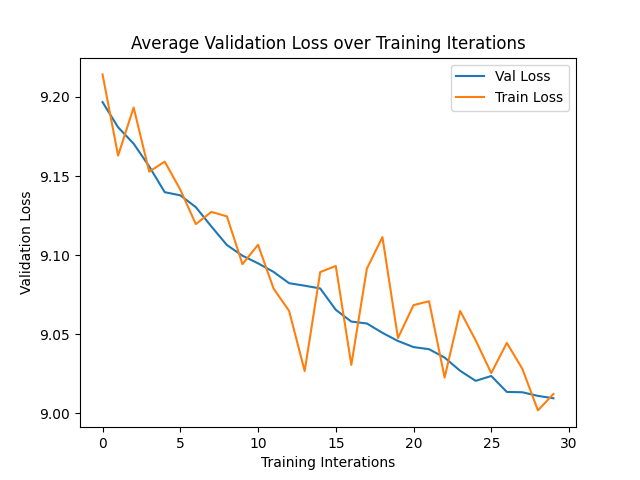 Average Validation Loss over Training Iterations
Val Loss
Train Loss
9.20
9.15
9.10
9.05
9.00
Validation Loss
0 5 10 15 20 25 30
Training Interations